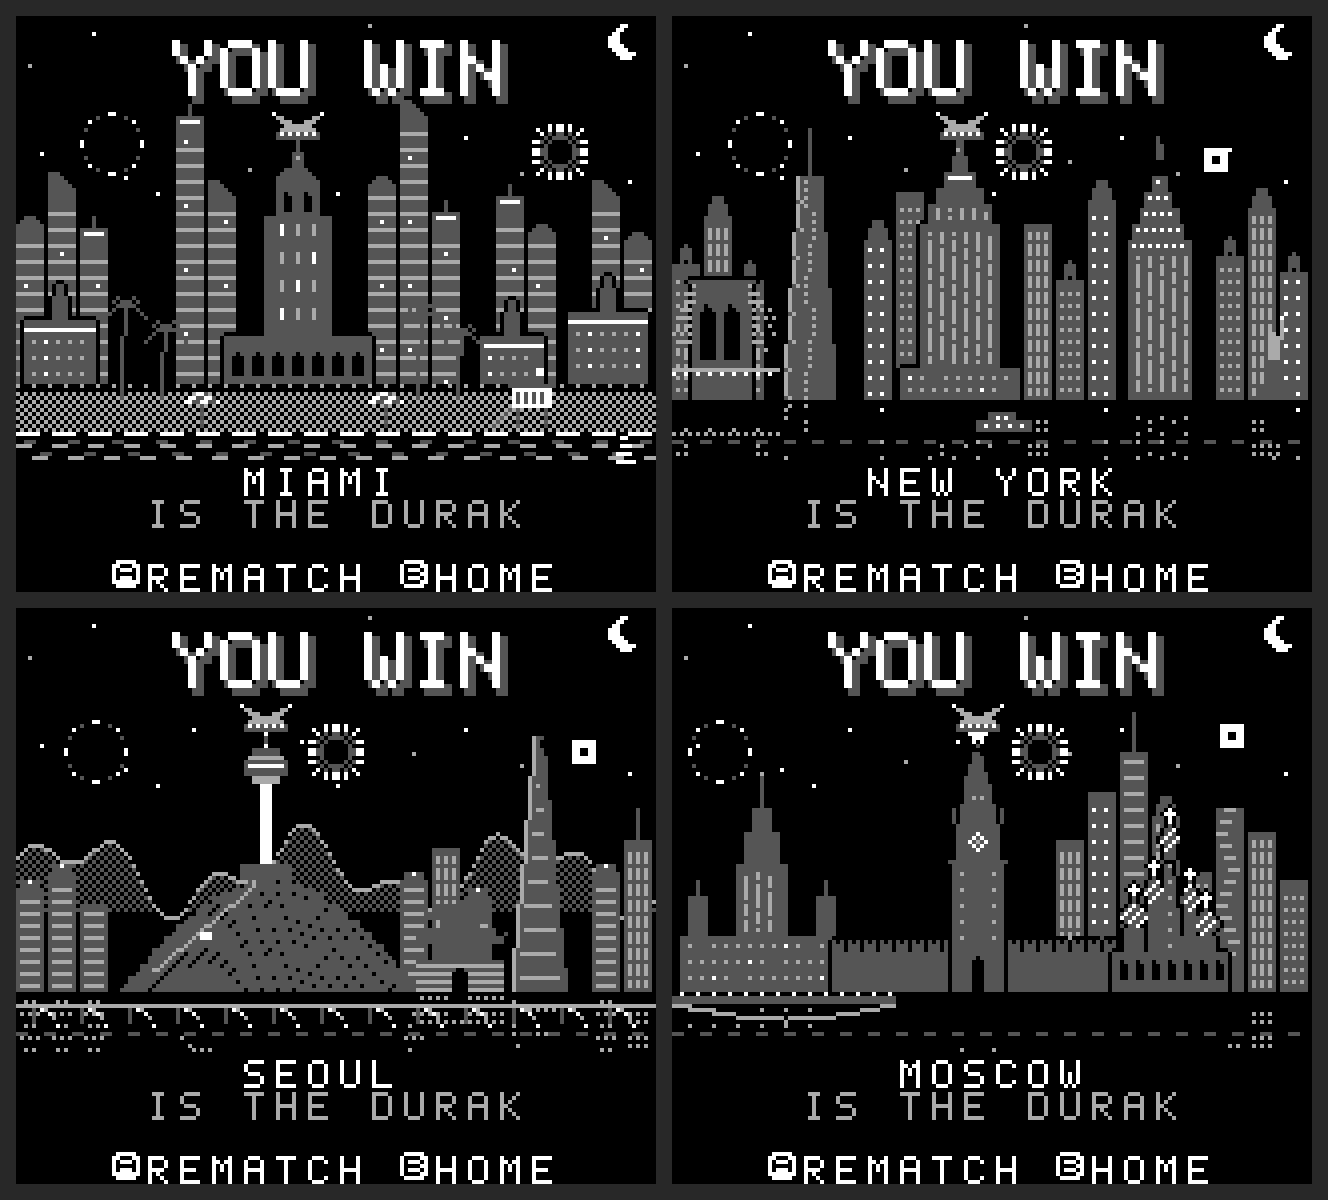 YOU WIN
MIAMI
IS THE DURAK
A REMATCH B HOME
YOU WIN
NEW YORK
IS THE DURAK
A REMATCH B HOME
YOU WIN
SEOUL
IS THE DURAK
A REMATCH B HOME
YOU WIN
MOSCOW
IS THE DURAK
A REMATCH B HOME